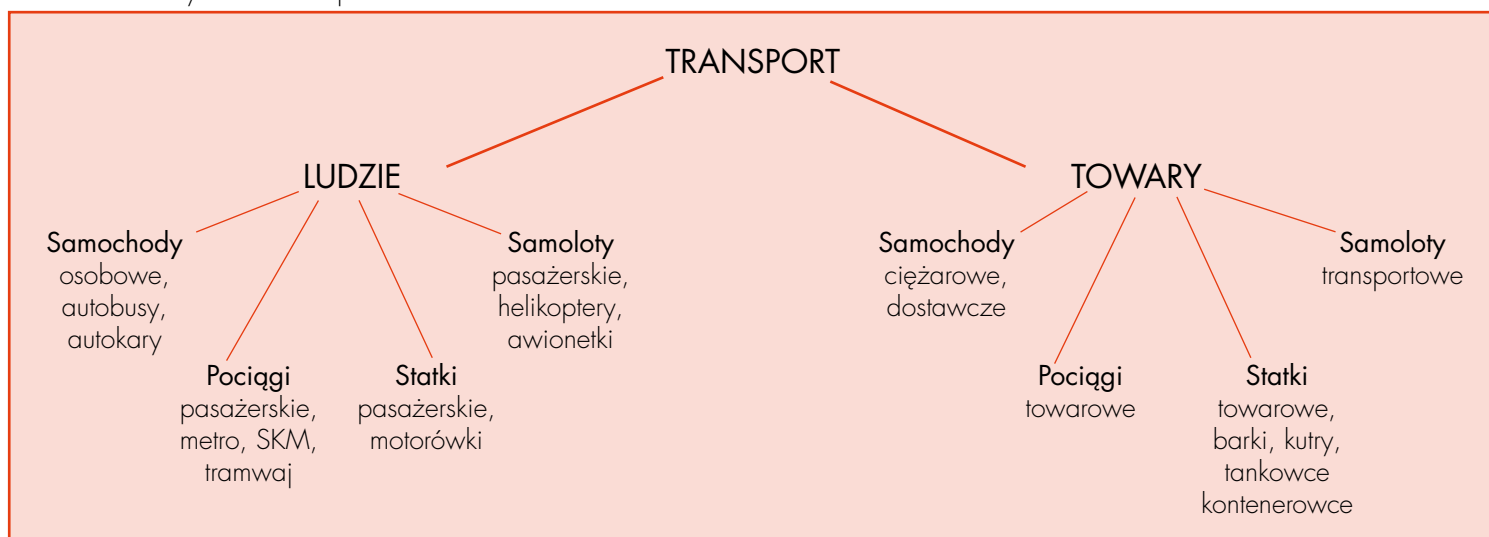 TRANSPORT
LUDZIE
Samochody
osobowe,
autobusy,
autokary
Pociągi
pasażerskie,
metro, SKM,
tramwaj
Statki
pasażerskie,
motorówki
Samoloty
pasażerskie,
helikoptery,
awionetki
TOWARY
Samochody
ciężarowe,
dostawcze
Pociągi
towarowe
Statki
towarowe,
barki, kutry,
tankowce
kontenerowce
Samoloty
transportowe